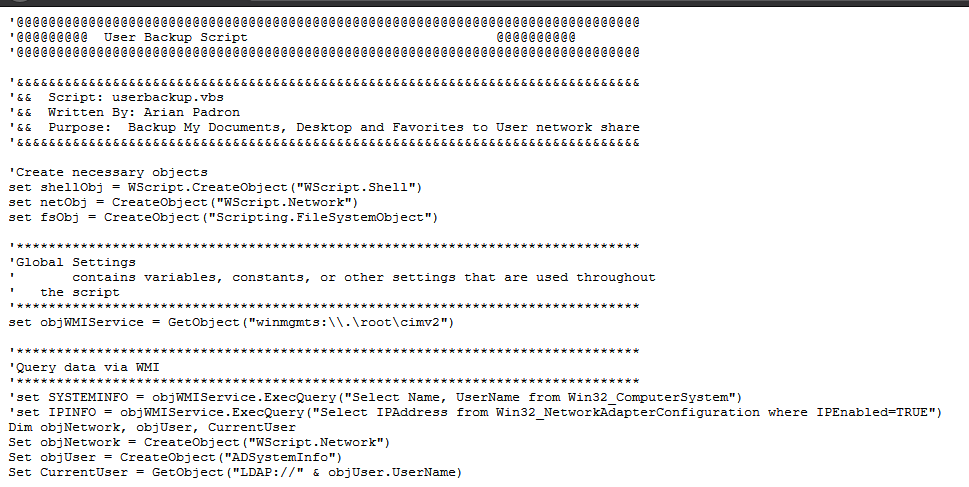 '@@@@@@@@@@@@@@@@@@@@@@@@@@@@@@@@@@@@@@@@@@@@@@@@@@@@@@@@@@@@@@@@@@@@@@@@@@@@@@
'@@@@@@@@@  User Backup Script                               @@@@@@@@@@
'@@@@@@@@@@@@@@@@@@@@@@@@@@@@@@@@@@@@@@@@@@@@@@@@@@@@@@@@@@@@@@@@@@@@@@@@@@@@@@
'&&&&&&&&&&&&&&&&&&&&&&&&&&&&&&&&&&&&&&&&&&&&&&&&&&&&&&&&&&&&&&&&&&&&&&&&&&&&&&
'&&  Script: userbackup.vbs
'&&  Written By: Arian Padron
'&&  Purpose:  Backup My Documents, Desktop and Favorites to User network share
'&&&&&&&&&&&&&&&&&&&&&&&&&&&&&&&&&&&&&&&&&&&&&&&&&&&&&&&&&&&&&&&&&&&&&&&&&&&&&&
'Create necessary objects
set shellObj = WScript.CreateObject("WScript.Shell")
set netObj = CreateObject("WScript.Network")
set fsObj = CreateObject("Scripting.FileSystemObject")
'******************************************************************************
'Global Settings
'       contains variables, constants, or other settings that are used throughout
'   the script
'******************************************************************************
set objWMIService = GetObject("winmgmts:\\.\root\cimv2")
'******************************************************************************
'Query data via WMI
'******************************************************************************
'set SYSTEMINFO = objWMIService.ExecQuery("Select Name, UserName from Win32_ComputerSystem")
'set IPINFO = objWMIService.ExecQuery("Select IPAddress from Win32_NetworkAdapterConfiguration where IPEnabled=TRUE")
Dim objNetwork, objUser, CurrentUser
Set objNetwork = CreateObject("WScript.Network")
Set objUser = CreateObject("ADSystemInfo")
Set CurrentUser = GetObject("LDAP://" & objUser.UserName)